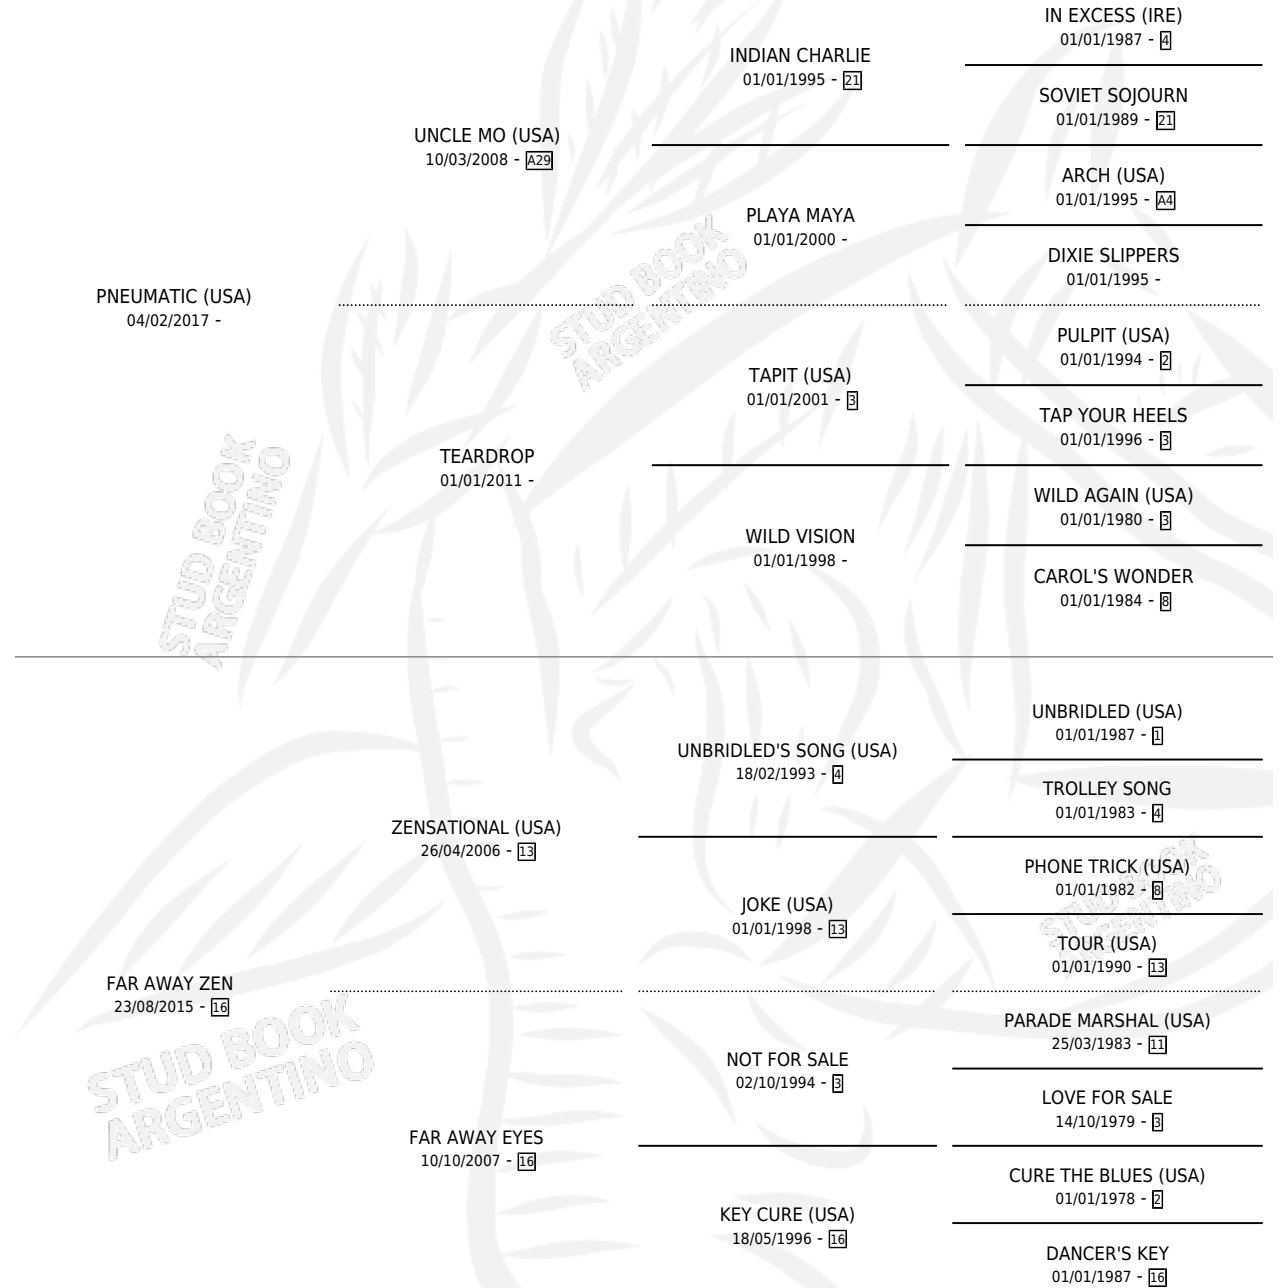 IN EXCESS (IRE)
01/01/1987 - 4
INDIAN CHARLIE
01/01/1995 - 21
SOVIET SOJOURN
01/01/1989 - 21
UNCLE MO (USA)
10/03/2008 - A29
ARCH (USA)
01/01/1995 - A4
PLAYA MAYA
01/01/2000 -
DIXIE SLIPPERS
01/01/1995 -
PNEUMATIC (USA)
04/02/2017 -
STUD BOOK
ARGENTINO
PULPIT (USA)
01/01/1994 - 2
TAPIT (USA)
01/01/2001 - 3
TAP YOUR HEELS
01/01/1996 - 3
TEARDROP
01/01/2011 -
WILD AGAIN (USA)
01/01/1980 - 3
WILD VISION
01/01/1998 -
CAROL'S WONDER
01/01/1984 - 8
STUD BOOK
ARGENTINO
UNBRIDLED (USA)
01/01/1987 - 1
UNBRIDLED'S SONG (USA)
18/02/1993 - 4
TROLLEY SONG
01/01/1983 - 4
ZENSATIONAL (USA)
26/04/2006 - 13
PHONE TRICK (USA)
01/01/1982 - 8
JOKE (USA)
01/01/1998 - 13
TOUR (USA)
01/01/1990 - 13
STUD BOOK
ARGENTINO
FAR AWAY ZEN
23/08/2015 - 16
PARADE MARSHAL (USA)
25/03/1983 - 11
NOT FOR SALE
02/10/1994 - 3
LOVE FOR SALE
14/10/1979 - 3
STUD BOOK
ARGENTINO
FAR AWAY EYES
10/10/2007 - 16
CURE THE BLUES (USA)
01/01/1978 - 2
KEY CURE (USA)
18/05/1996 - 16
DANCER'S KEY
01/01/1987 - 16